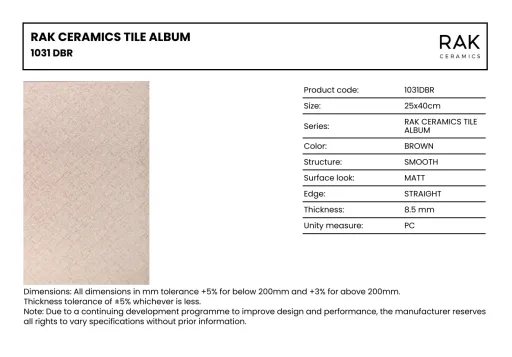 RAK CERAMICS TILE ALBUM
1031 DBR
RAK
CERAMICS
Product code: 1031DBR
Size: 25x40cm
Series: RAK CERAMICS TILE
ALBUM
Color: BROWN
Structure: SMOOTH
Surface look: MATT
Edge: STRAIGHT
Thickness: 8.5 mm
Unity measure: PC
Dimensions: All dimensions in mm tolerance +5% for below 200mm and +3% for above 200mm.
Thickness tolerance of ±5% whichever is less.
Note: Due to a continuing development programme to improve design and performance, the manufacturer reserves
all rights to vary specifications without prior information.